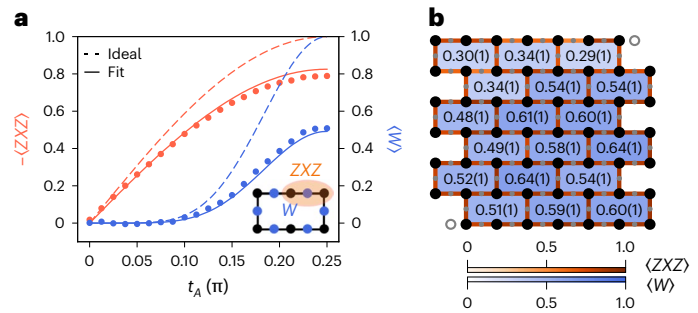 a
1.0 1.0
Ideal
Fit
0.8 0.8
0.6 0.6
−⟨ZXZ⟩ ⟨W⟩
0.4 0.4
0.2 0.2
ZXZ
W
0 0
0 0.05 0.10 0.15 0.20 0.25
t_A (π)
b
0.30(1) 0.34(1) 0.29(1)
0.34(1) 0.54(1) 0.54(1)
0.48(1) 0.61(1) 0.60(1)
0.49(1) 0.58(1) 0.64(1)
0.52(1) 0.64(1) 0.54(1)
0.51(1) 0.59(1) 0.60(1)
0 0.5 1.0
⟨ZXZ⟩
⟨W⟩
0 0.5 1.0